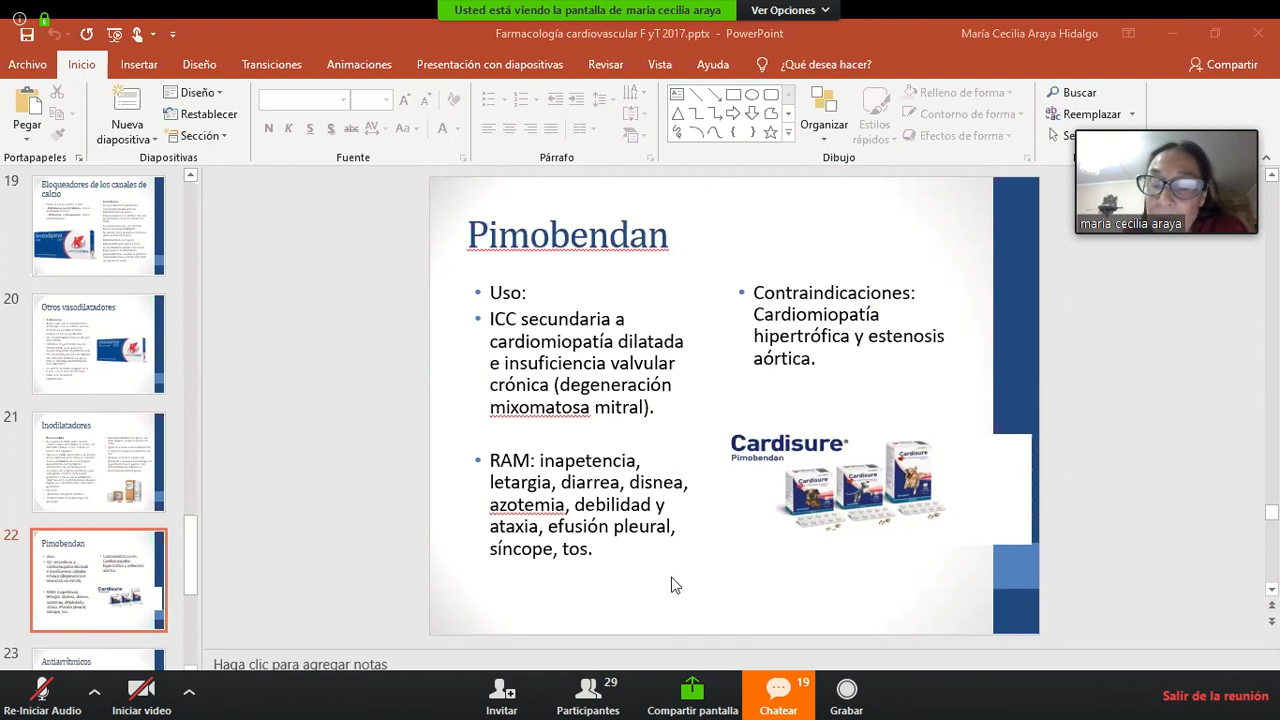 Usted está viendo la pantalla de maria cecilia araya
Ver Opciones
Farmacología cardiovascular F yT 2017.pptx - PowerPoint
María Cecilia Araya Hidalgo
Archivo
Inicio
Insertar
Diseño
Transiciones
Animaciones
Presentación con diapositivas
Revisar
Vista
Ayuda
¿Qué desea hacer?
Compartir
Pegar
Nueva
diapositiva
Diseño
Restablecer
Sección
N K S abc AV Aa A
Organizar
Estilos
rápidos
Relleno de forma
Contorno de forma
Efectos de forma
Buscar
Reemplazar
Portapapeles
Diapositivas
Fuente
Párrafo
Dibujo
maria cecilia araya
19
Bloqueadores de los canales de
calcio
20
Otros vasodilatadores
21
Inodilatadores
22
Pimobendan
23
Antiarrítmicos
Pimobendan
Uso:
ICC secundaria a
cardiomiopatía dilatada
e insuficiencia valvular
crónica (degeneración
mixomatosa mitral).
RAM: inapetencia,
letargia, diarrea, disnea,
azotemia, debilidad y
ataxia, efusión pleural,
síncope, tos.
Contraindicaciones:
Cardiomiopatía
hipertrófica y estenosis
aórtica.
Cardisure
Pimobendan
Haga clic para agregar notas
Re-Iniciar Audio
Iniciar video
Invitar
29
Participantes
Compartir pantalla
19
Chatear
Grabar
Salir de la reunión